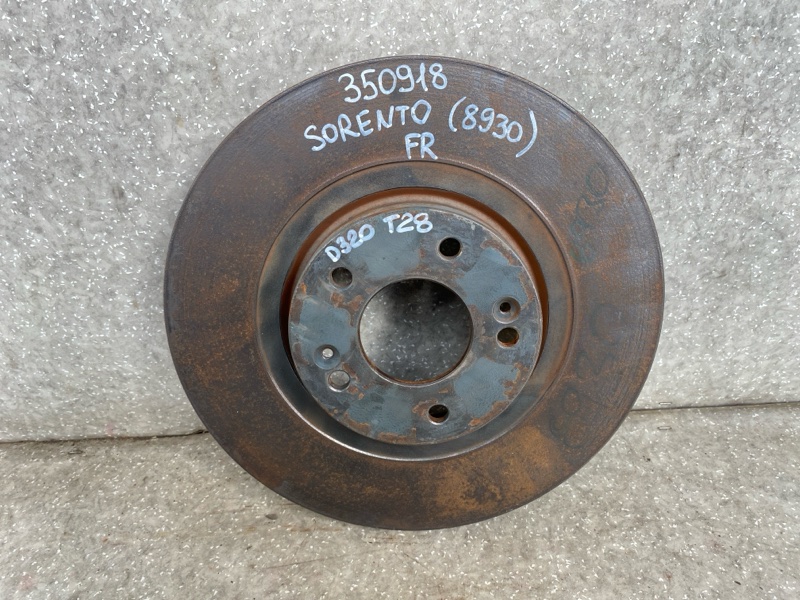 350918
SORENTO (8930)
FR
D320 T28